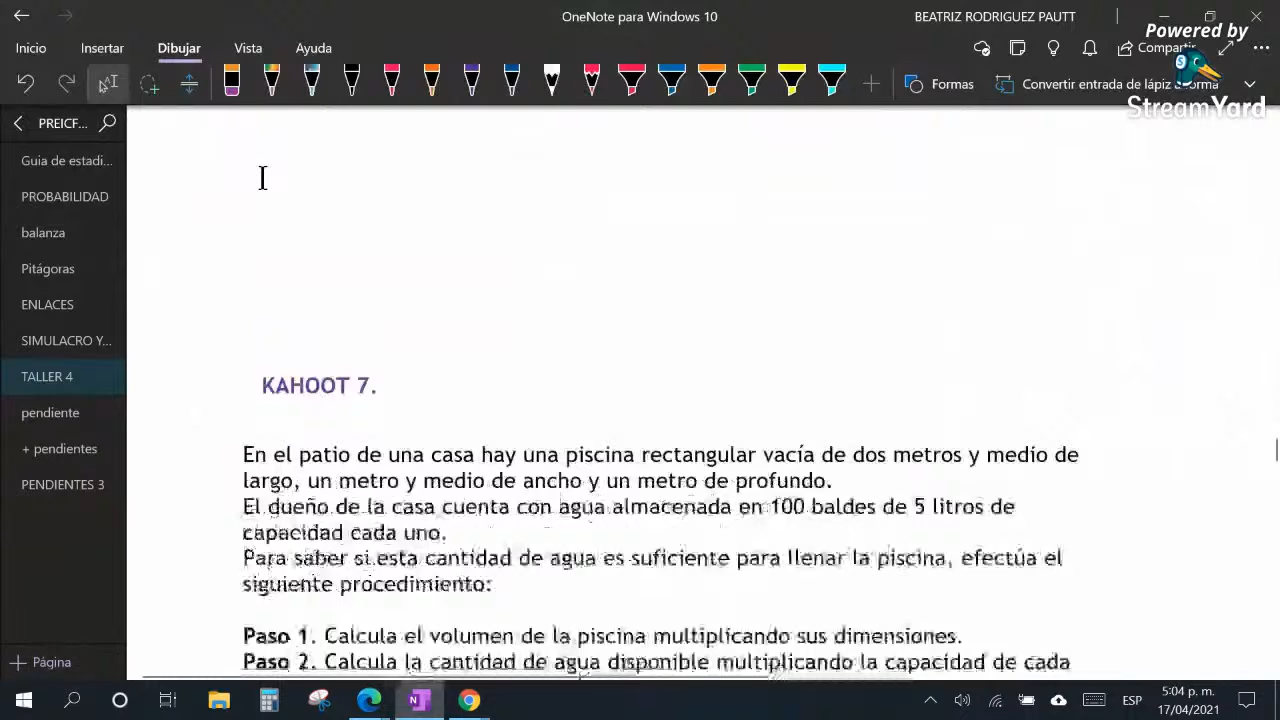 OneNote para Windows 10
BEATRIZ RODRIGUEZ PAUTT
Powered by
StreamYard
Inicio
Insertar
Dibujar
Vista
Ayuda
Compartir
Formas
Convertir entrada de lápiz a forma
PREICF...
Guia de estadi...
PROBABILIDAD
balanza
Pitágoras
ENLACES
SIMULACRO Y...
TALLER 4
pendiente
+ pendientes
PENDIENTES 3
Página
KAHOOT 7.
En el patio de una casa hay una piscina rectangular vacía de dos metros y medio de
largo, un metro y medio de ancho y un metro de profundo.
El dueño de la casa cuenta con agua almacenada en 100 baldes de 5 litros de
capacidad cada uno.
Para saber si esta cantidad de agua es suficiente para llenar la piscina, efectúa el
siguiente procedimiento:
Paso 1. Calcula el volumen de la piscina multiplicando sus dimensiones.
Paso 2. Calcula la cantidad de agua disponible multiplicando la capacidad de cada
ESP
5:04 p. m.
17/04/2021